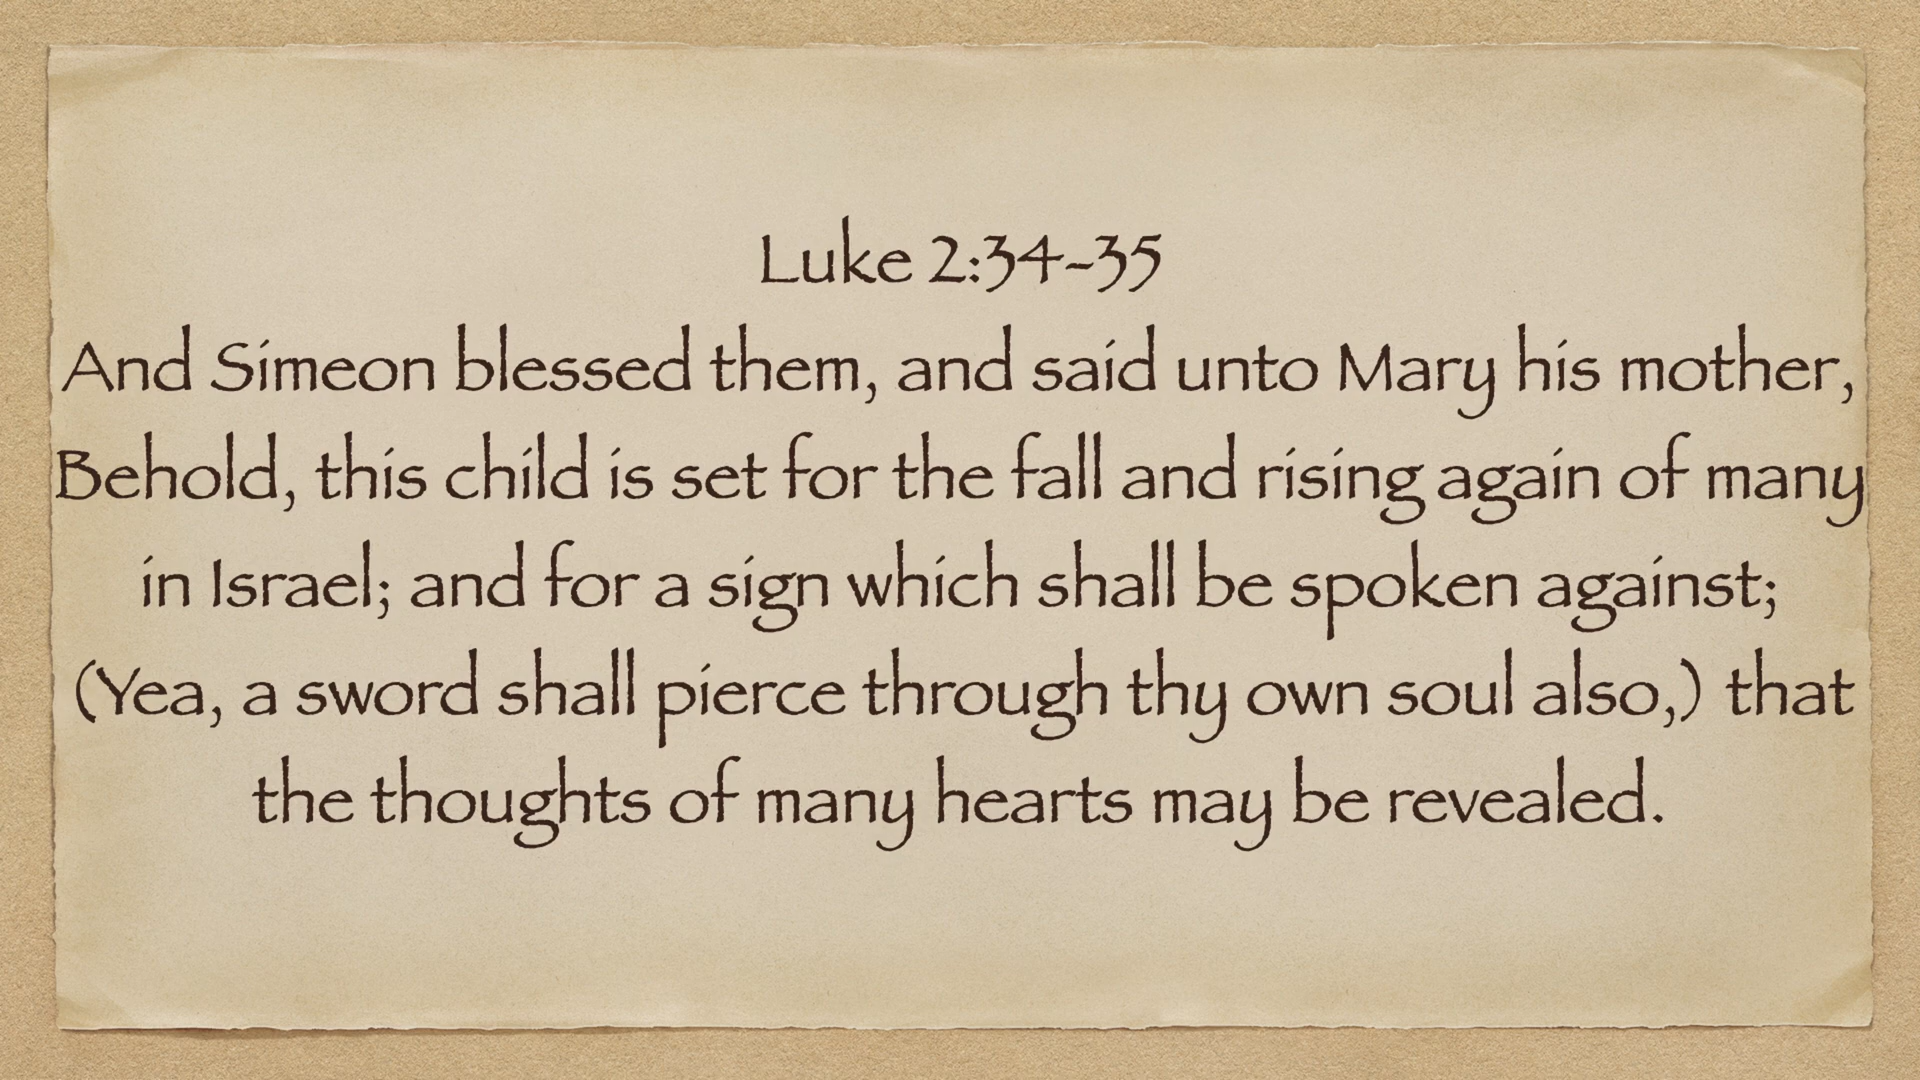 Luke 2:34-35
And Simeon blessed them, and said unto Mary his mother,
Behold, this child is set for the fall and rising again of many
in Israel; and for a sign which shall be spoken against;
(Yea, a sword shall pierce through thy own soul also,) that
the thoughts of many hearts may be revealed.